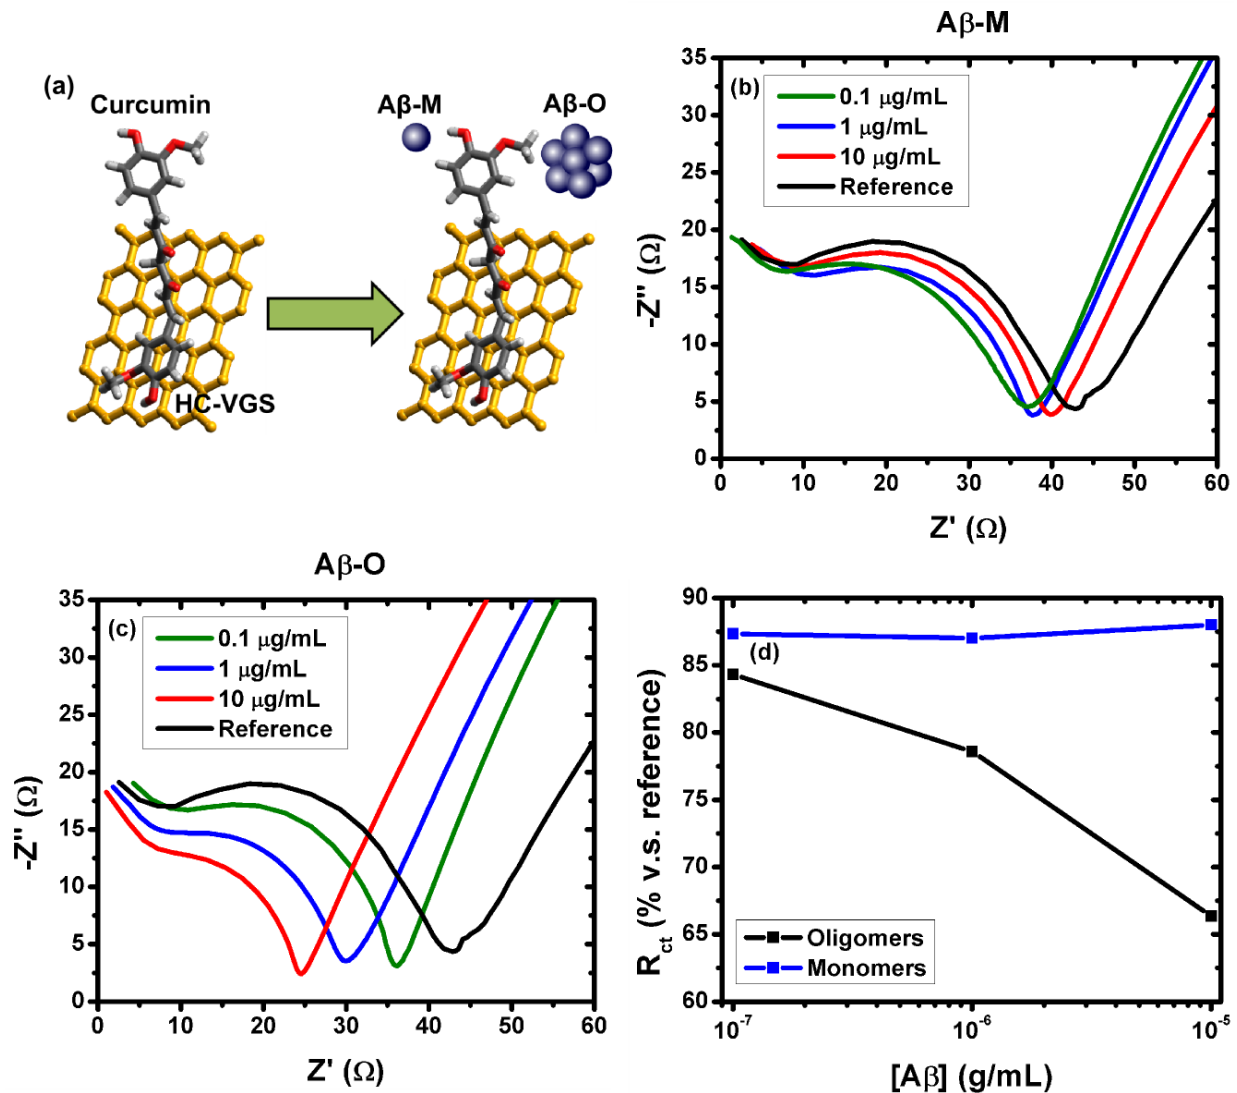 (a)
Curcumin
HC-VGS
Aβ-M
Aβ-O
Aβ-M
(b)
0.1 μg/mL
1 μg/mL
10 μg/mL
Reference
35
30
25
20
15
10
5
0
-Z'' (Ω)
0 10 20 30 40 50 60
Z' (Ω)
Aβ-O
(c)
0.1 μg/mL
1 μg/mL
10 μg/mL
Reference
35
30
25
20
15
10
5
0
-Z'' (Ω)
0 10 20 30 40 50 60
Z' (Ω)
(d)
90
85
80
75
70
65
60
R_ct (% v.s. reference)
Oligomers
Monomers
10⁻⁷ 10⁻⁶ 10⁻⁵
[Aβ] (g/mL)